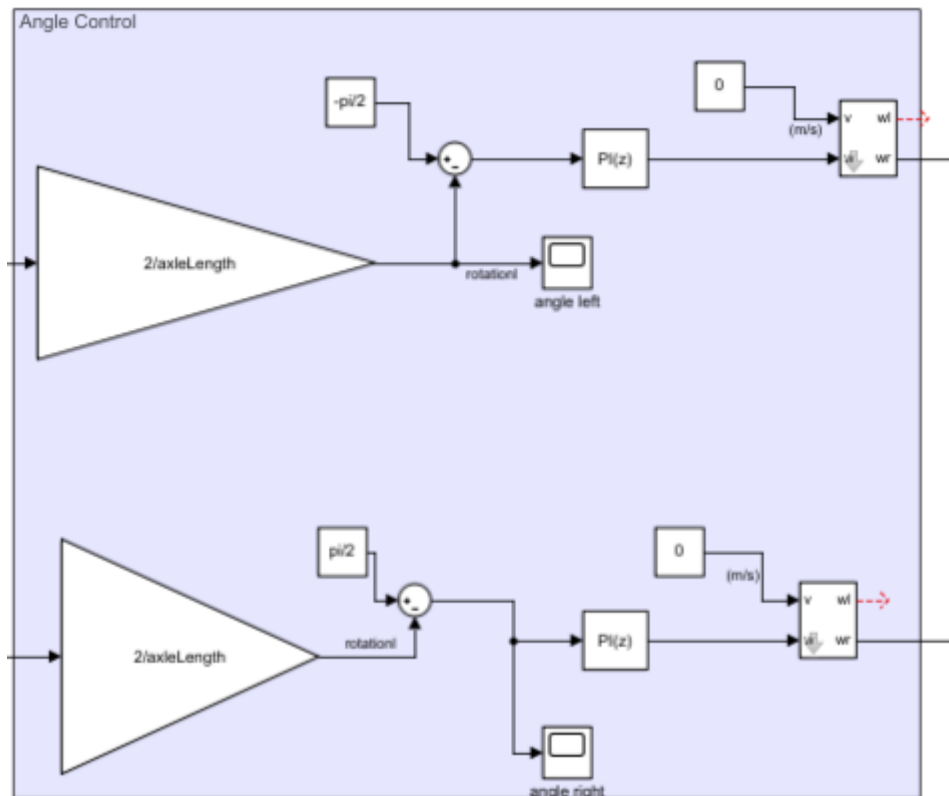 Angle Control
-pi/2
0
v
wl
(m/s)
+
-
PI(z)
wr
2/axleLength
rotationl
angle left
pi/2
0
(m/s)
+
-
v
wl
rotationl
2/axleLength
PI(z)
wr
angle right